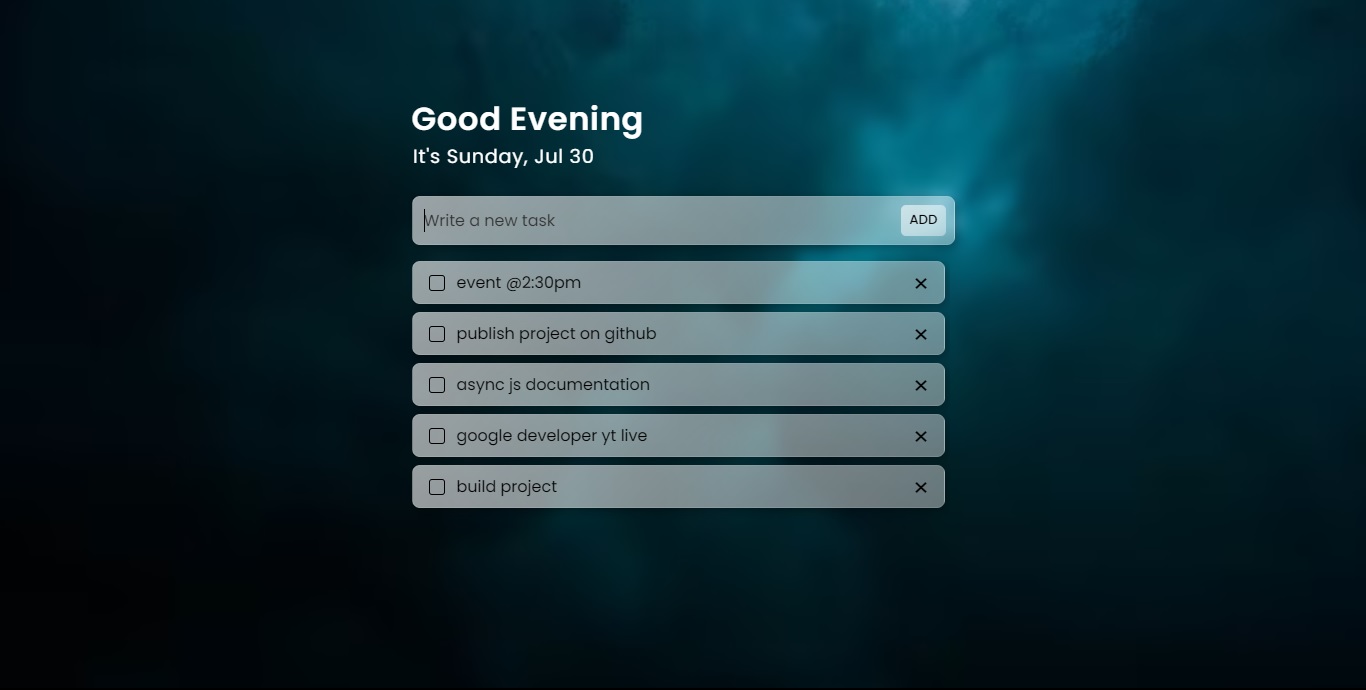 Good Evening
It's Sunday, Jul 30
Write a new task
ADD
event @2:30pm
publish project on github
async js documentation
google developer yt live
build project